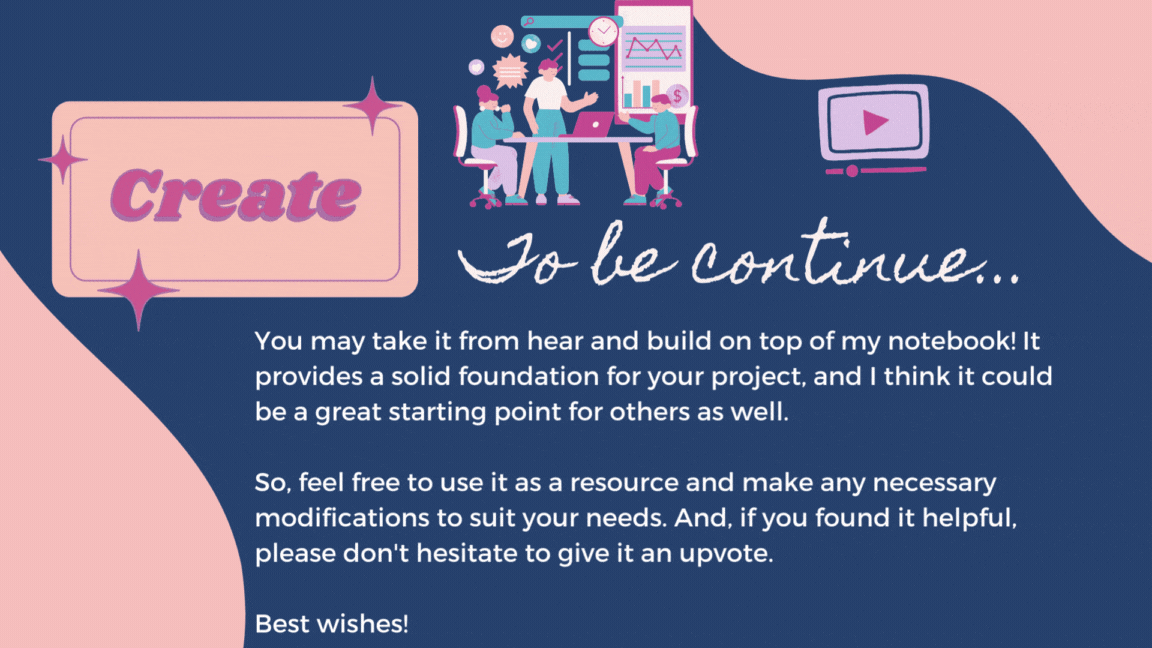 Create
To be continue...
You may take it from hear and build on top of my notebook! It
provides a solid foundation for your project, and I think it could
be a great starting point for others as well.
So, feel free to use it as a resource and make any necessary
modifications to suit your needs. And, if you found it helpful,
please don't hesitate to give it an upvote.
Best wishes!